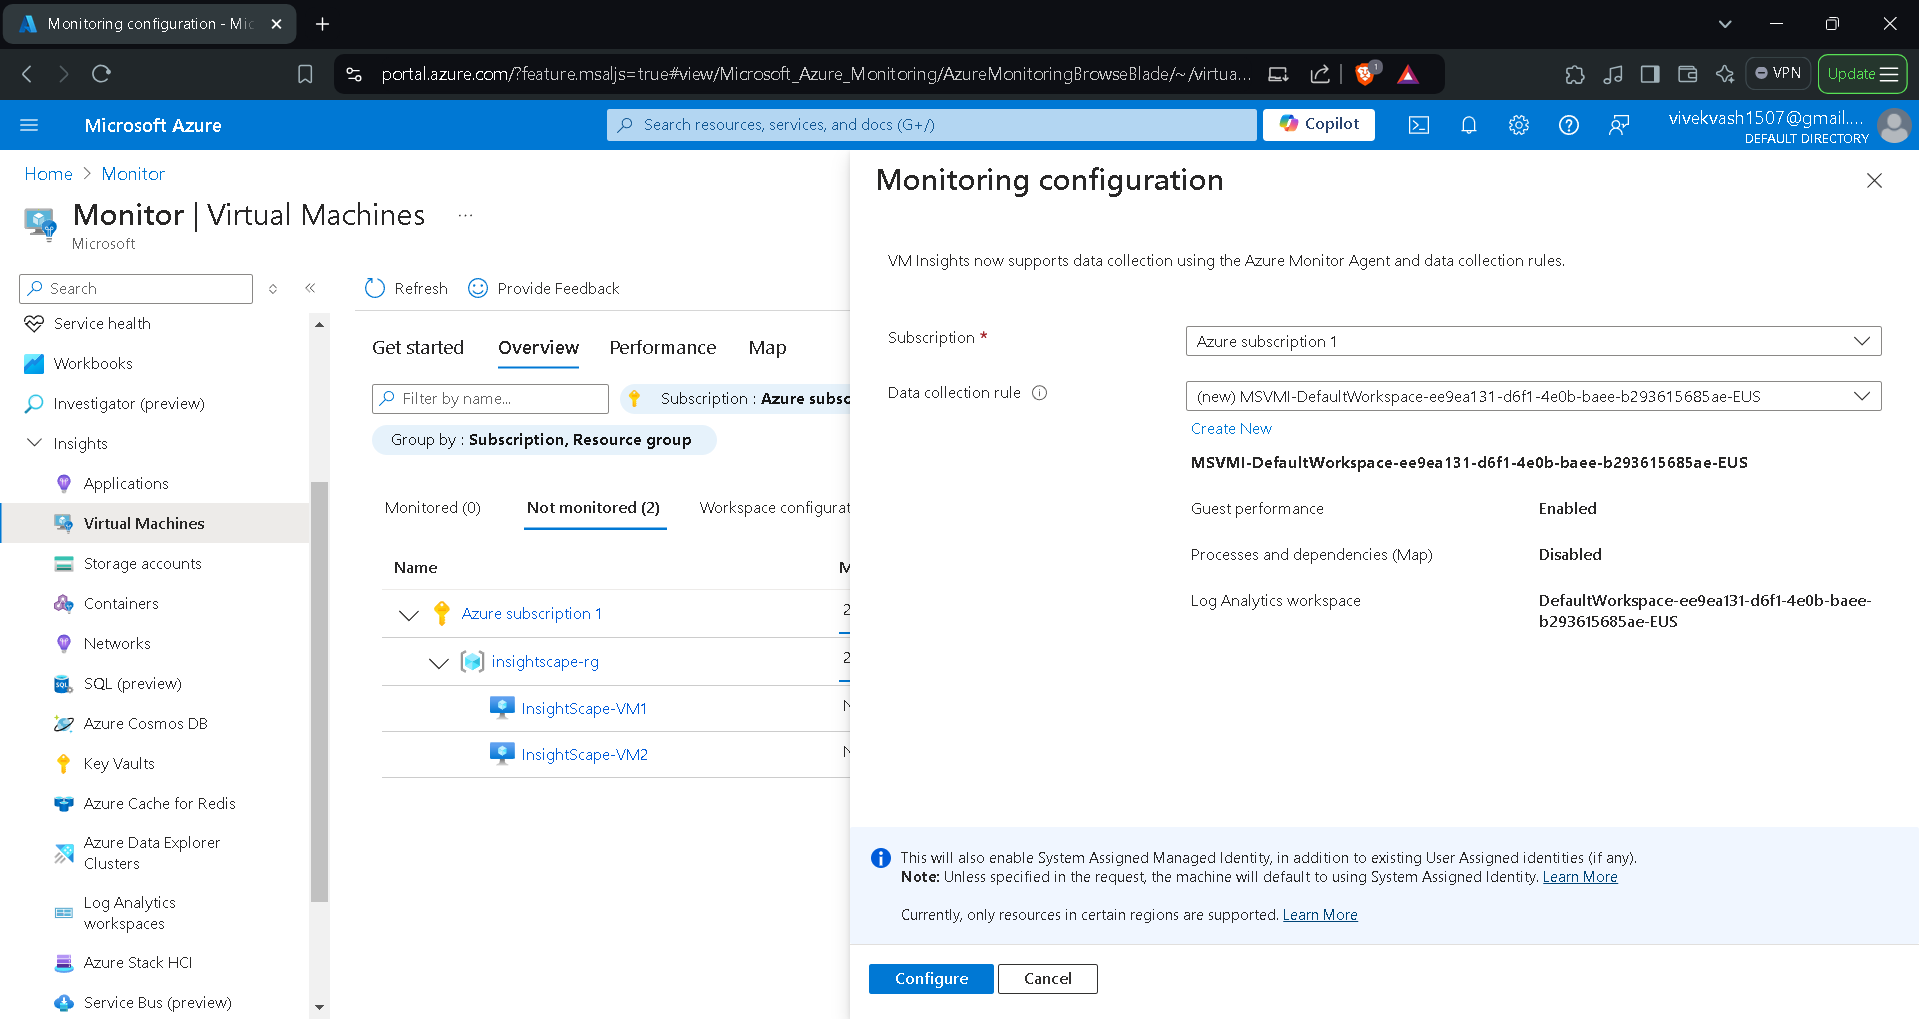 Monitoring configuration - Mic
portal.azure.com/?feature.msaljs=true#view/Microsoft_Azure_Monitoring/AzureMonitoringBrowseBlade/~/virtua...
1
VPN
Update
Microsoft Azure
Search resources, services, and docs (G+/)
Copilot
vivekvash1507@gmail....
DEFAULT DIRECTORY
Home > Monitor
Monitor | Virtual Machines ...
Microsoft
Search
Service health
Workbooks
Investigator (preview)
Insights
Applications
Virtual Machines
Storage accounts
Containers
Networks
SQL (preview)
Azure Cosmos DB
Key Vaults
Azure Cache for Redis
Azure Data Explorer
Clusters
Log Analytics
workspaces
Azure Stack HCI
Service Bus (preview)
Refresh
Provide Feedback
Get started
Overview
Performance
Map
Filter by name...
Subscription : Azure subsc
Group by : Subscription, Resource group
Monitored (0)
Not monitored (2)
Workspace configurat
Name
M
Azure subscription 1
2
insightscape-rg
2
InsightScape-VM1
N
InsightScape-VM2
N
Monitoring configuration
VM Insights now supports data collection using the Azure Monitor Agent and data collection rules.
Subscription *
Azure subscription 1
Data collection rule
(new) MSVMI-DefaultWorkspace-ee9ea131-d6f1-4e0b-baee-b293615685ae-EUS
Create New
MSVMI-DefaultWorkspace-ee9ea131-d6f1-4e0b-baee-b293615685ae-EUS
Guest performance
Enabled
Processes and dependencies (Map)
Disabled
Log Analytics workspace
DefaultWorkspace-ee9ea131-d6f1-4e0b-baee-
b293615685ae-EUS
This will also enable System Assigned Managed Identity, in addition to existing User Assigned identities (if any).
Note: Unless specified in the request, the machine will default to using System Assigned Identity. Learn More
Currently, only resources in certain regions are supported. Learn More
Configure
Cancel